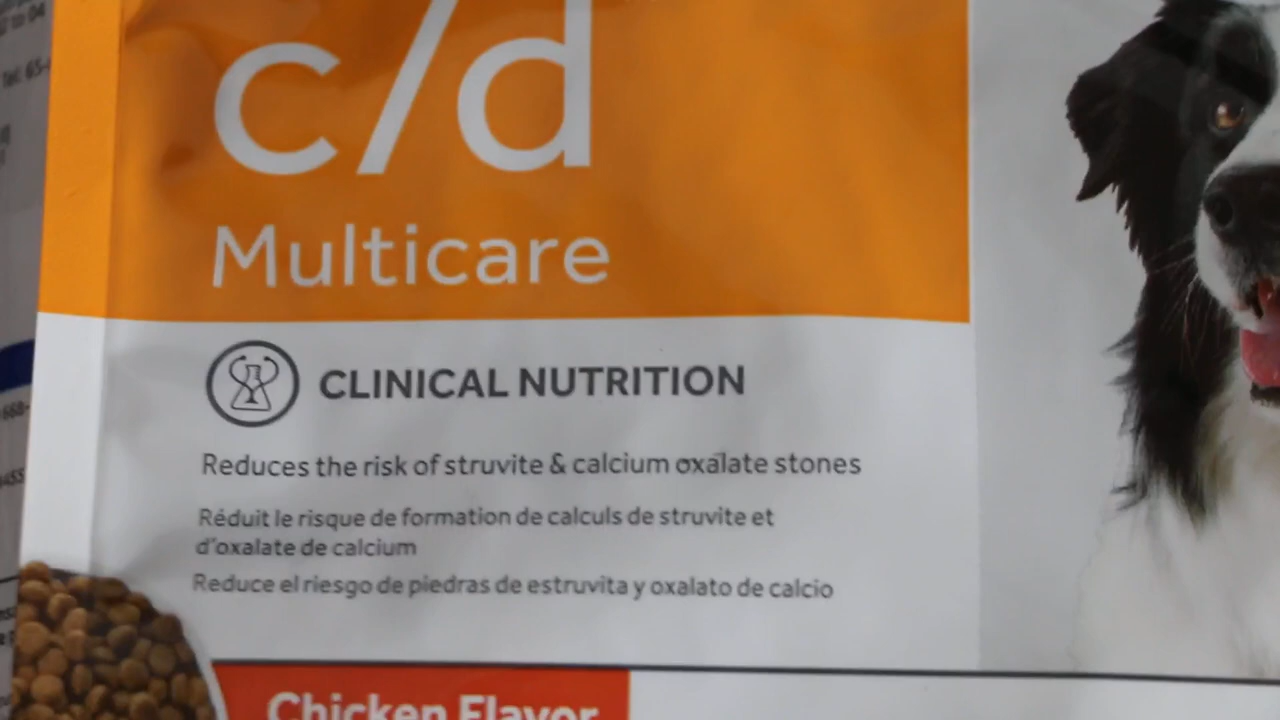 c/d
Multicare
CLINICAL NUTRITION
Reduces the risk of struvite & calcium oxalate stones
Réduit le risque de formation de calculs de struvite et
d'oxalate de calcium
Reduce el riesgo de piedras de estruvita y oxalato de calcio
Chicken Flavor